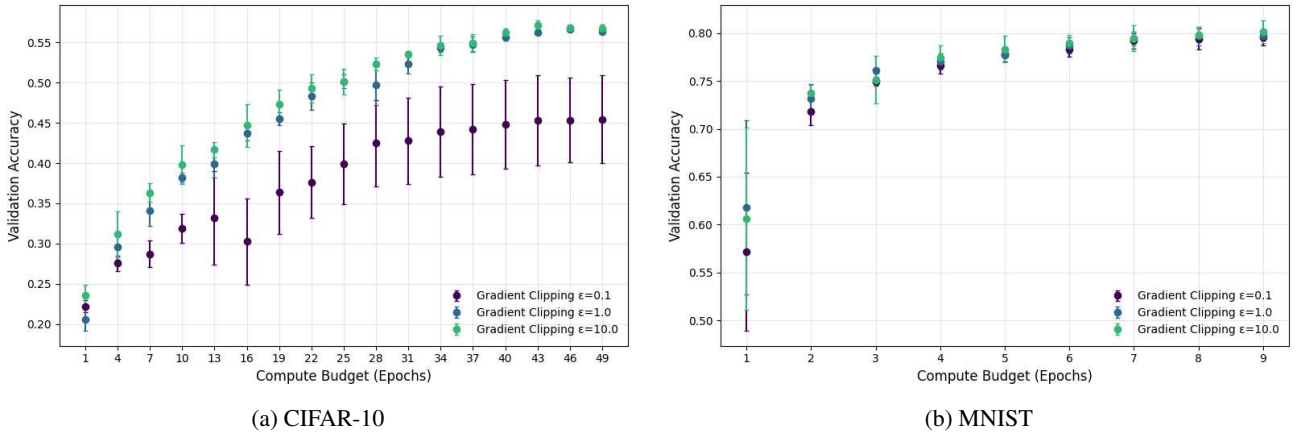 Validation Accuracy
0.55
0.50
0.45
0.40
0.35
0.30
0.25
0.20
Gradient Clipping ε=0.1
Gradient Clipping ε=1.0
Gradient Clipping ε=10.0
1 4 7 10 13 16 19 22 25 28 31 34 37 40 43 46 49
Compute Budget (Epochs)
(a) CIFAR-10
Validation Accuracy
0.80
0.75
0.70
0.65
0.60
0.55
0.50
Gradient Clipping ε=0.1
Gradient Clipping ε=1.0
Gradient Clipping ε=10.0
1 2 3 4 5 6 7 8 9
Compute Budget (Epochs)
(b) MNIST